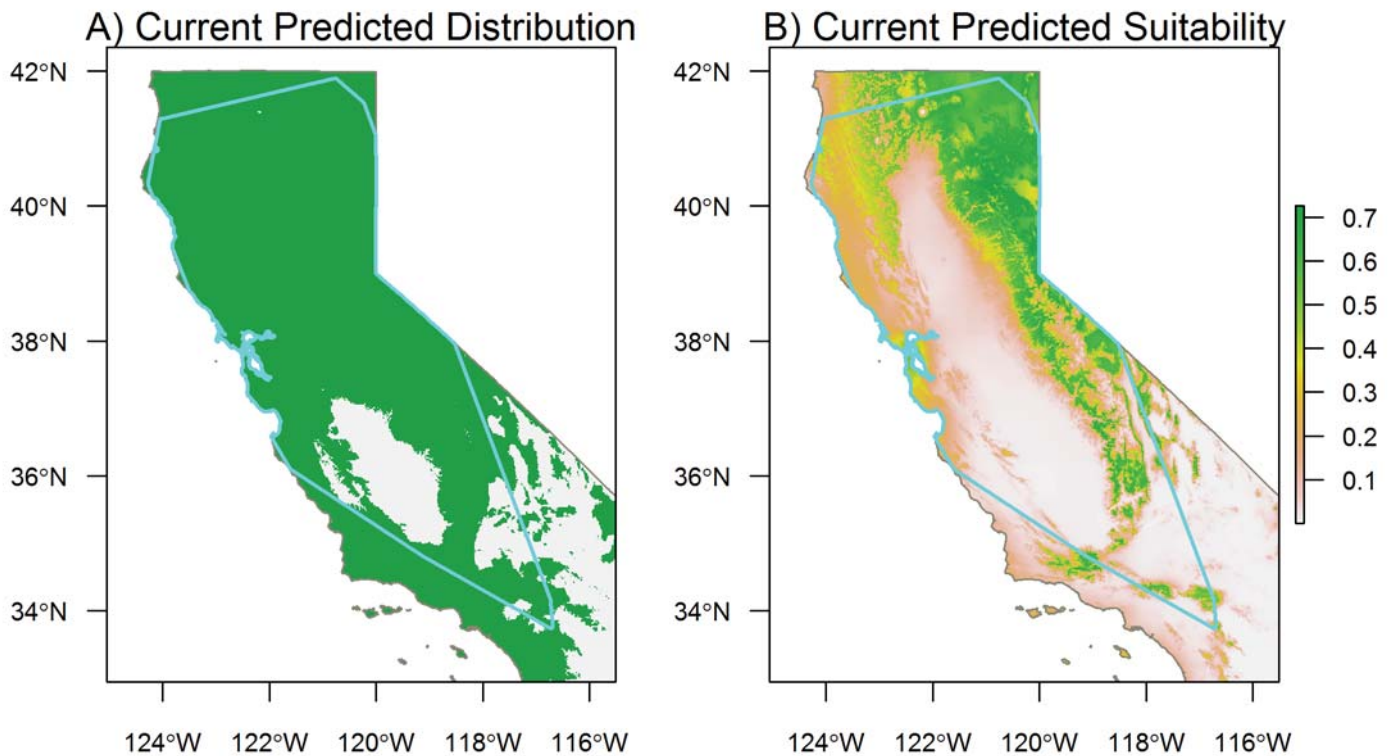 A) Current Predicted Distribution
42°N
40°N
38°N
36°N
34°N
124°W 122°W 120°W 118°W 116°W
B) Current Predicted Suitability
42°N
40°N
38°N
36°N
34°N
124°W 122°W 120°W 118°W 116°W
0.7
0.6
0.5
0.4
0.3
0.2
0.1